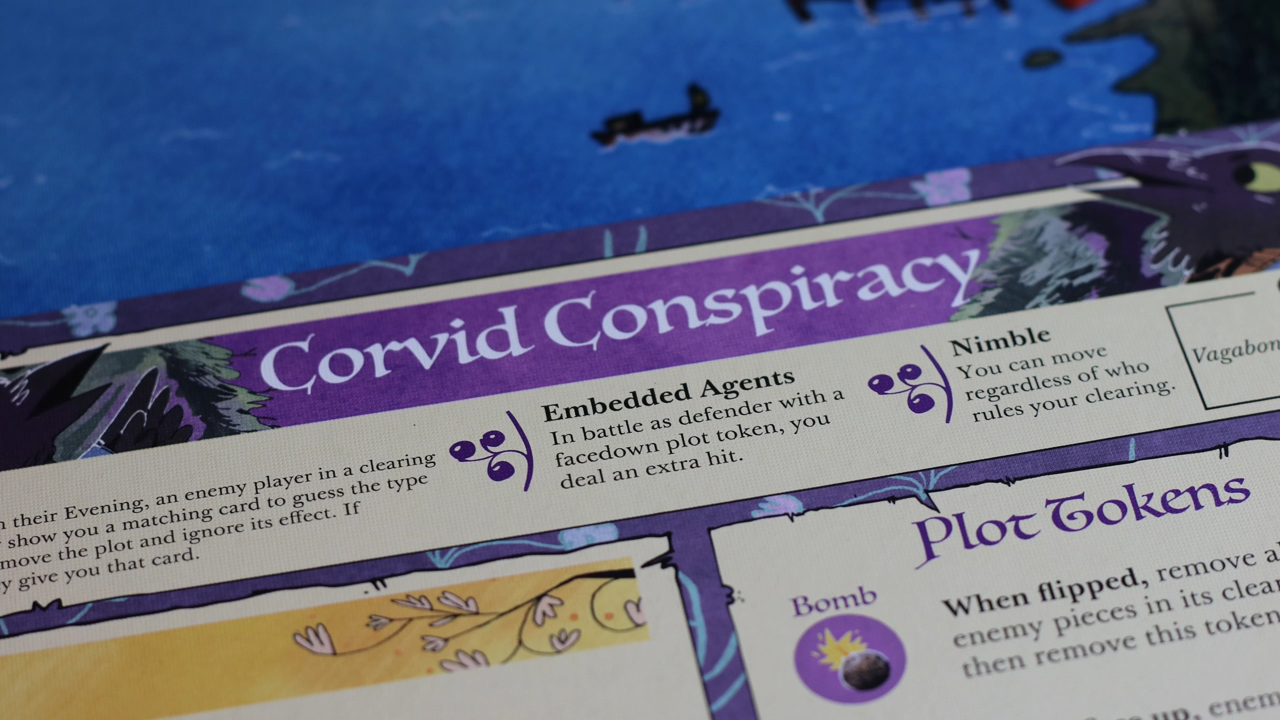 Corvid Conspiracy
their Evening, an enemy player in a clearing
show you a matching card to guess the type
move the plot and ignore its effect. If
give you that card.
Embedded Agents
In battle as defender with a
facedown plot token, you
deal an extra hit.
Nimble
You can move
regardless of who
rules your clearing.
Vagabon
Plot Tokens
Bomb
When flipped, remove
enemy pieces in its clear
then remove this token
up, enem